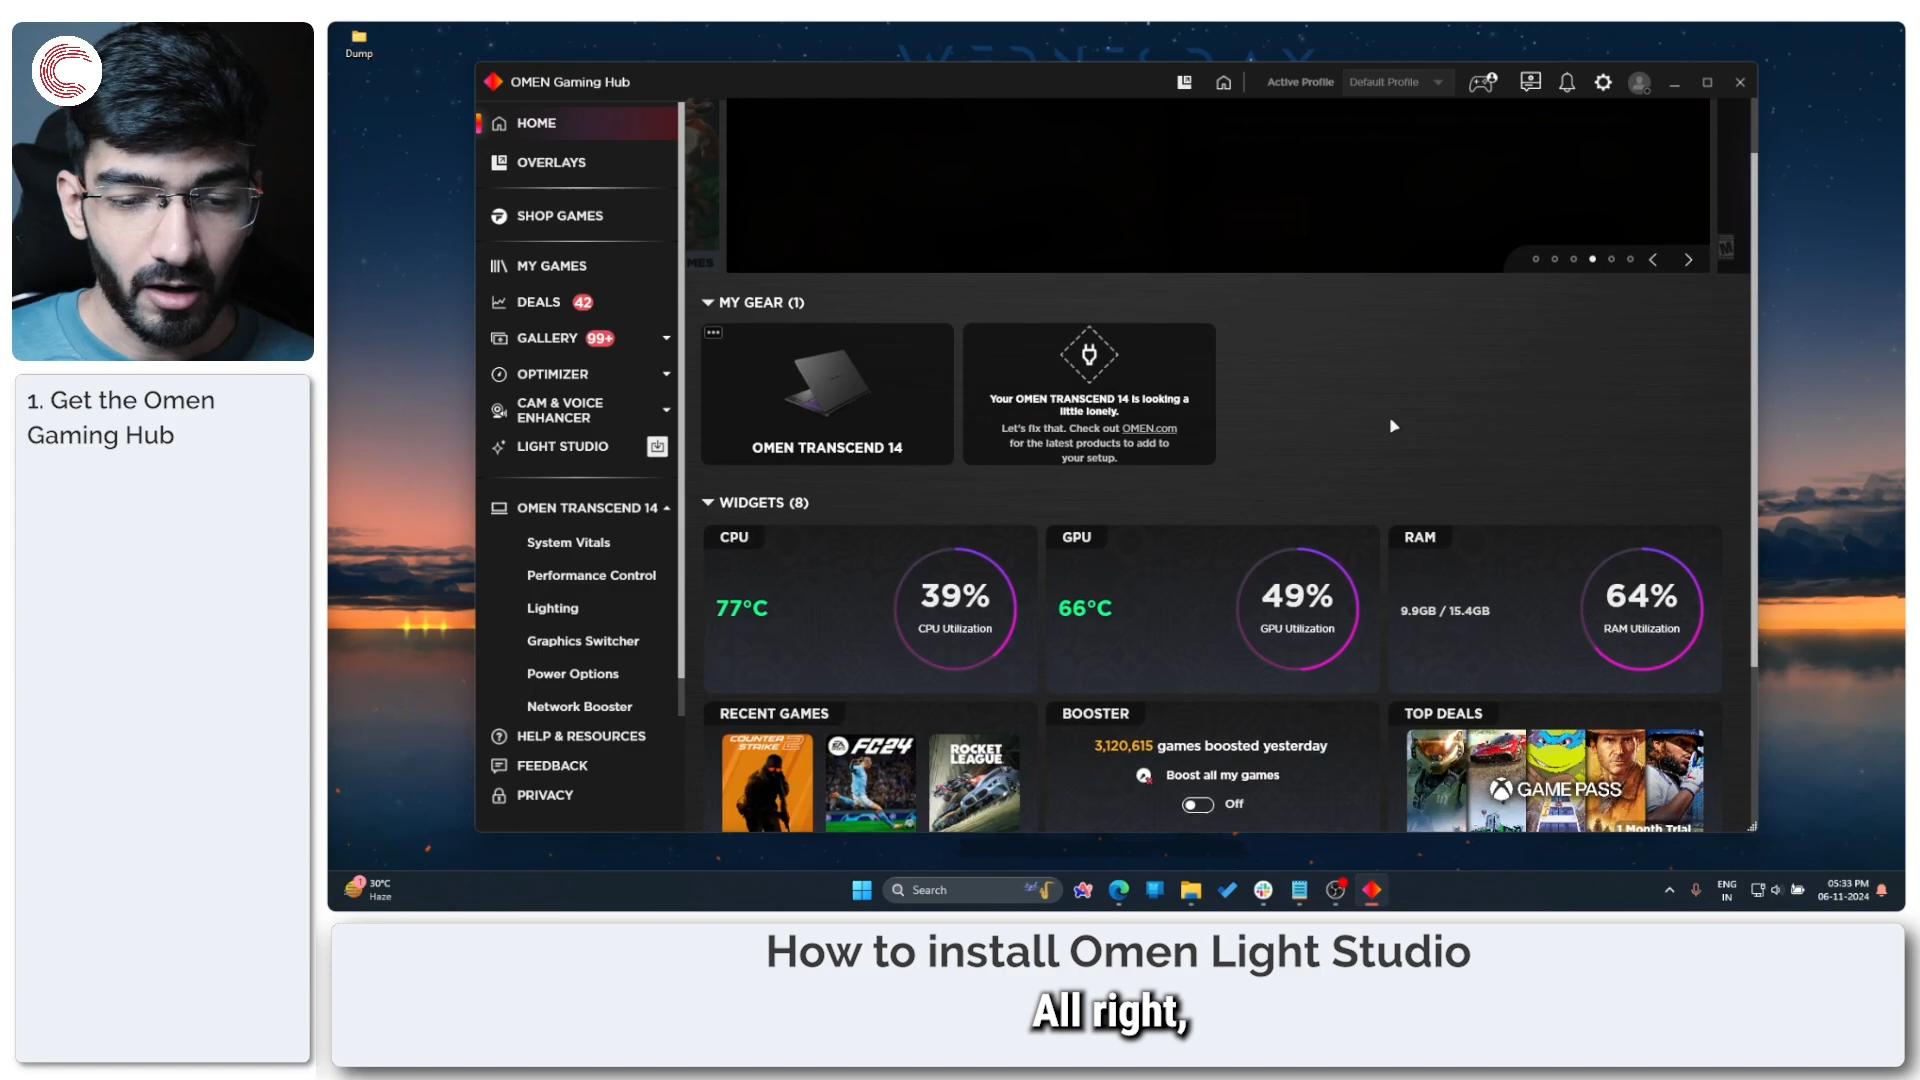 Dump
WEDNESDAY
OMEN Gaming Hub
Active Profile
Default Profile
HOME
OVERLAYS
SHOP GAMES
MY GAMES
DEALS 42
GALLERY 99+
OPTIMIZER
CAM & VOICE
ENHANCER
LIGHT STUDIO
OMEN TRANSCEND 14
System Vitals
Performance Control
Lighting
Graphics Switcher
Power Options
Network Booster
HELP & RESOURCES
FEEDBACK
PRIVACY
MES
M
MY GEAR (1)
OMEN TRANSCEND 14
Your OMEN TRANSCEND 14 is looking a
little lonely.
Let's fix that. Check out OMEN.com
for the latest products to add to
your setup.
WIDGETS (8)
CPU
77°C
39%
CPU Utilization
GPU
66°C
49%
GPU Utilization
RAM
9.9GB / 15.4GB
64%
RAM Utilization
RECENT GAMES
COUNTER
STRIKE 2
EA FC24
ROCKET
LEAGUE
BOOSTER
3,120,615 games boosted yesterday
Boost all my games
Off
TOP DEALS
GAME PASS
1 Month Trial
1
30°C
Haze
Search
ENG
IN
05:33 PM
06-11-2024
1. Get the Omen
Gaming Hub
How to install Omen Light Studio
All right,